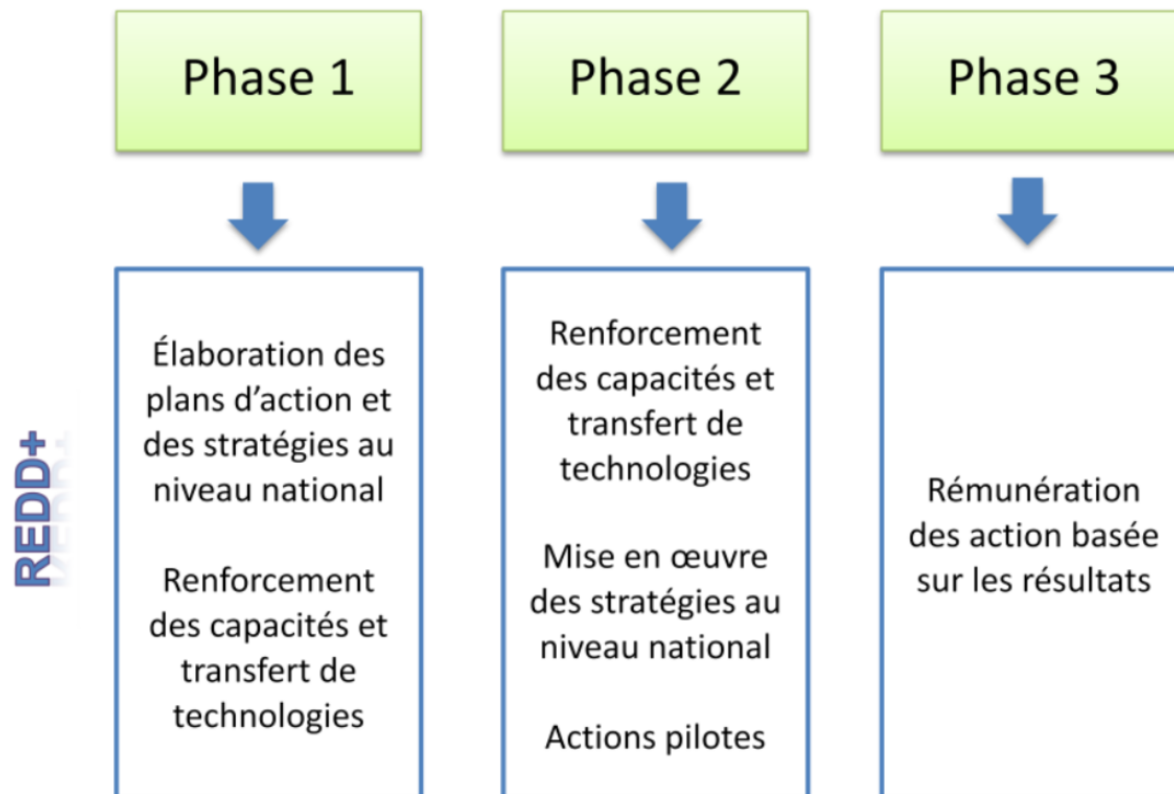 Phase 1
Phase 2
Phase 3
REDD+
Élaboration des
plans d’action et
des stratégies au
niveau national
Renforcement
des capacités et
transfert de
technologies
Renforcement
des capacités et
transfert de
technologies
Mise en œuvre
des stratégies au
niveau national
Actions pilotes
Rémunération
des action basée
sur les résultats